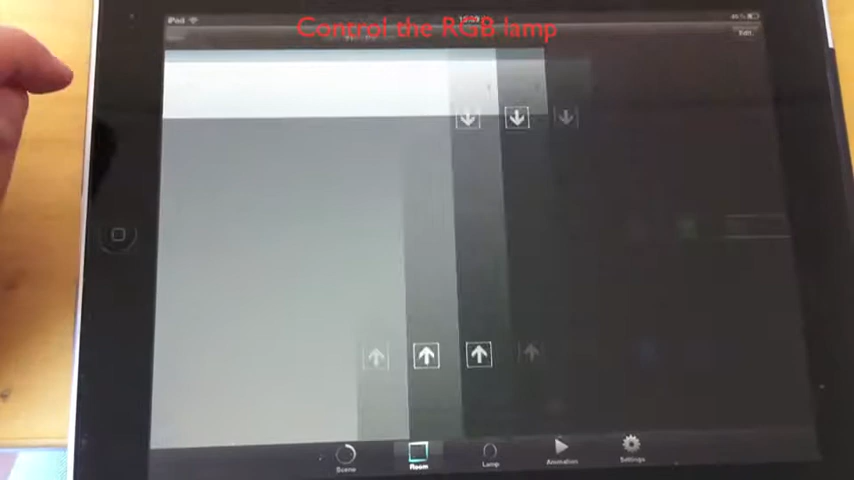 Control the RGB lamp
iPod
Edit
Scene
Room
Lamp
Animation
Settings